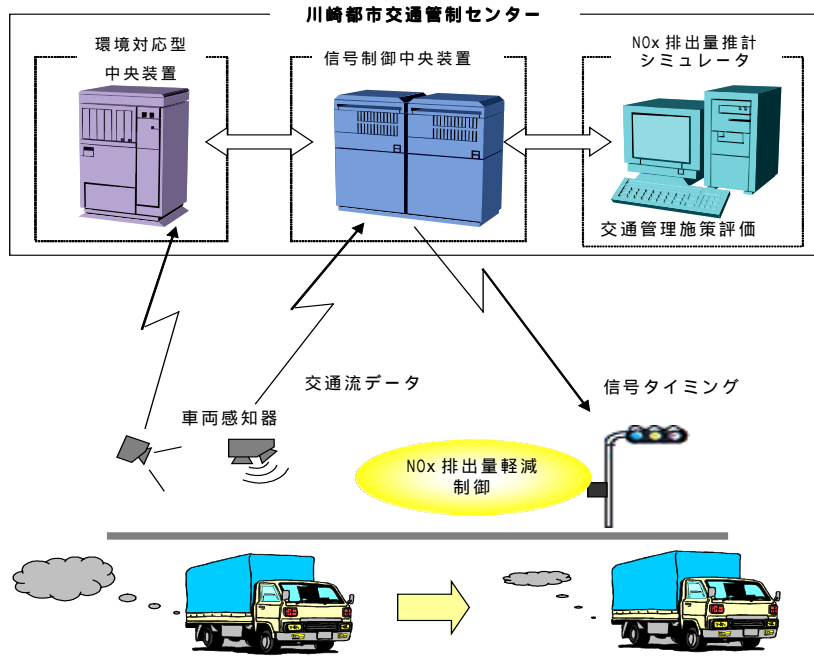 川崎都市交通管制センター
環境対応型
中央装置
信号制御中央装置
NOx排出量推計
シミュレータ
交通管理施策評価
交通流データ
信号タイミング
車両感知器
NOx排出量軽減
制御